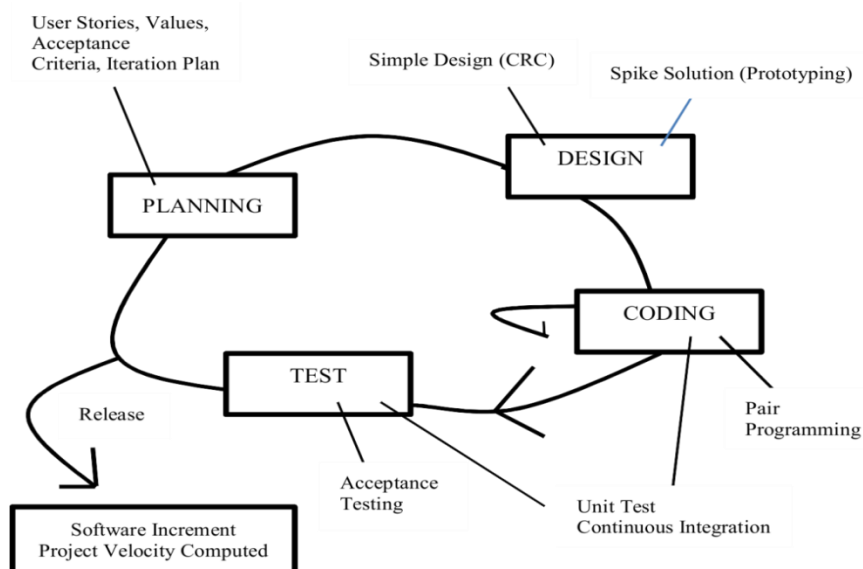 User Stories, Values,
Acceptance
Criteria, Iteration Plan
Simple Design (CRC)
Spike Solution (Prototyping)
DESIGN
PLANNING
CODING
TEST
Release
Pair
Programming
Acceptance
Testing
Unit Test
Continuous Integration
Software Increment
Project Velocity Computed